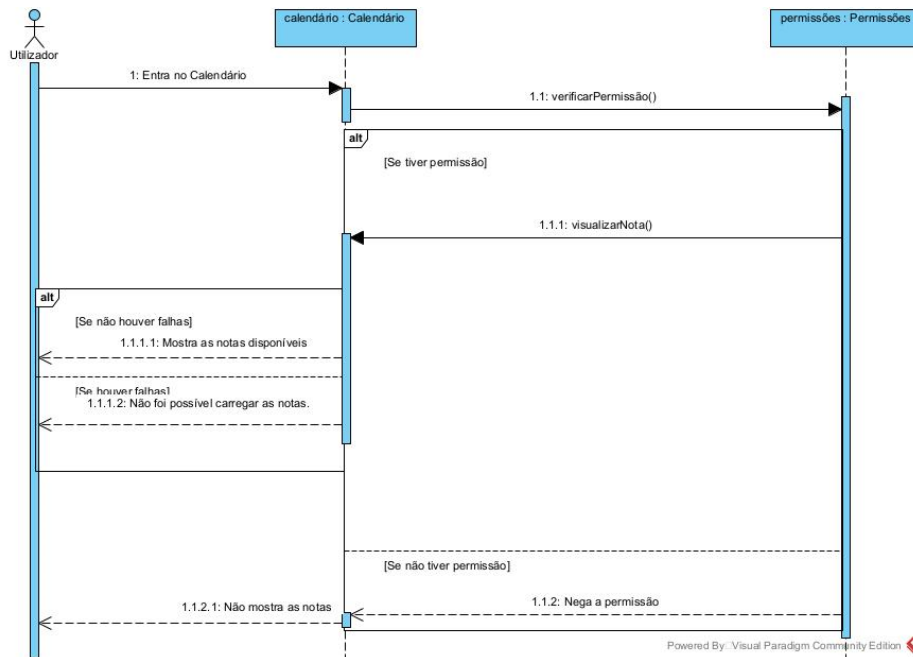 calendário : Calendário
permissões : Permissões
Utilizador
1: Entra no Calendário
1.1: verificarPermissão()
alt
[Se tiver permissão]
1.1.1: visualizarNota()
alt
[Se não houver falhas]
1.1.1.1: Mostra as notas disponíveis
[Se houver falhas]
1.1.1.2: Não foi possível carregar as notas.
[Se não tiver permissão]
1.1.2: Nega a permissão
1.1.2.1: Não mostra as notas
Powered By Visual Paradigm Community Edition